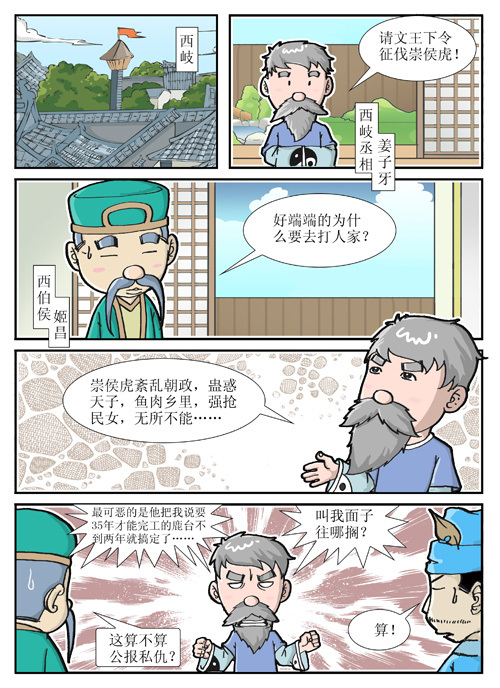 西岐
请文王下令
征伐崇侯虎！
姜子牙
西岐丞相
好端端的为什
么要去打人家？
姬昌
西伯侯
崇侯虎紊乱朝政，蛊惑
天子，鱼肉乡里，强抢
民女，无所不能……
最可恶的是他把我说要
35年才能完工的鹿台不
到两年就搞定了……
叫我面子
往哪搁？
这算不算
公报私仇？
算！